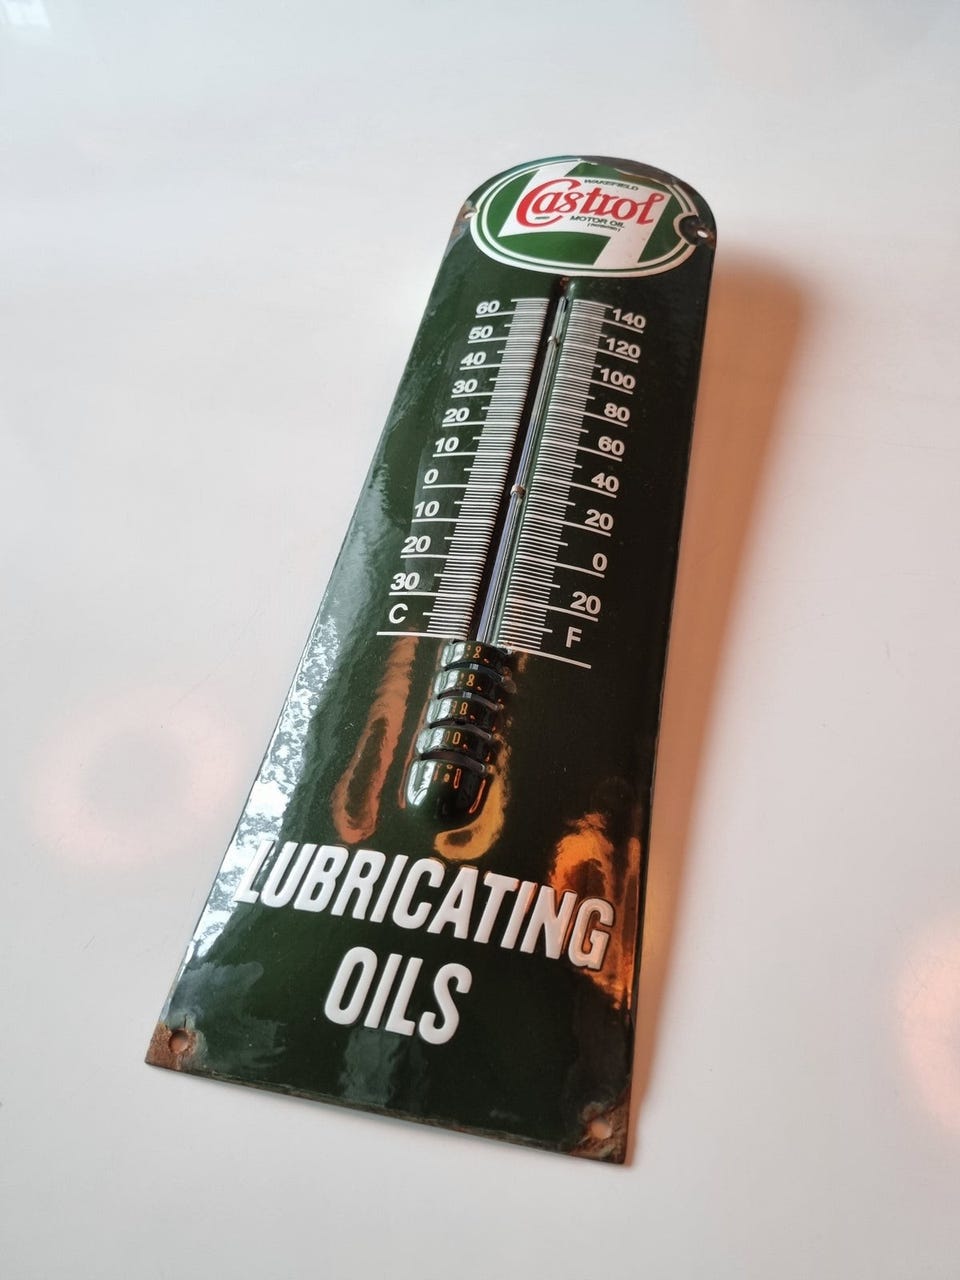 WAKEFIELD
Castrol
MOTOR OIL
60 140
50 120
40 100
30 80
20 60
10 40
0 20
10 0
20 20
30
C F
LUBRICATING
OILS